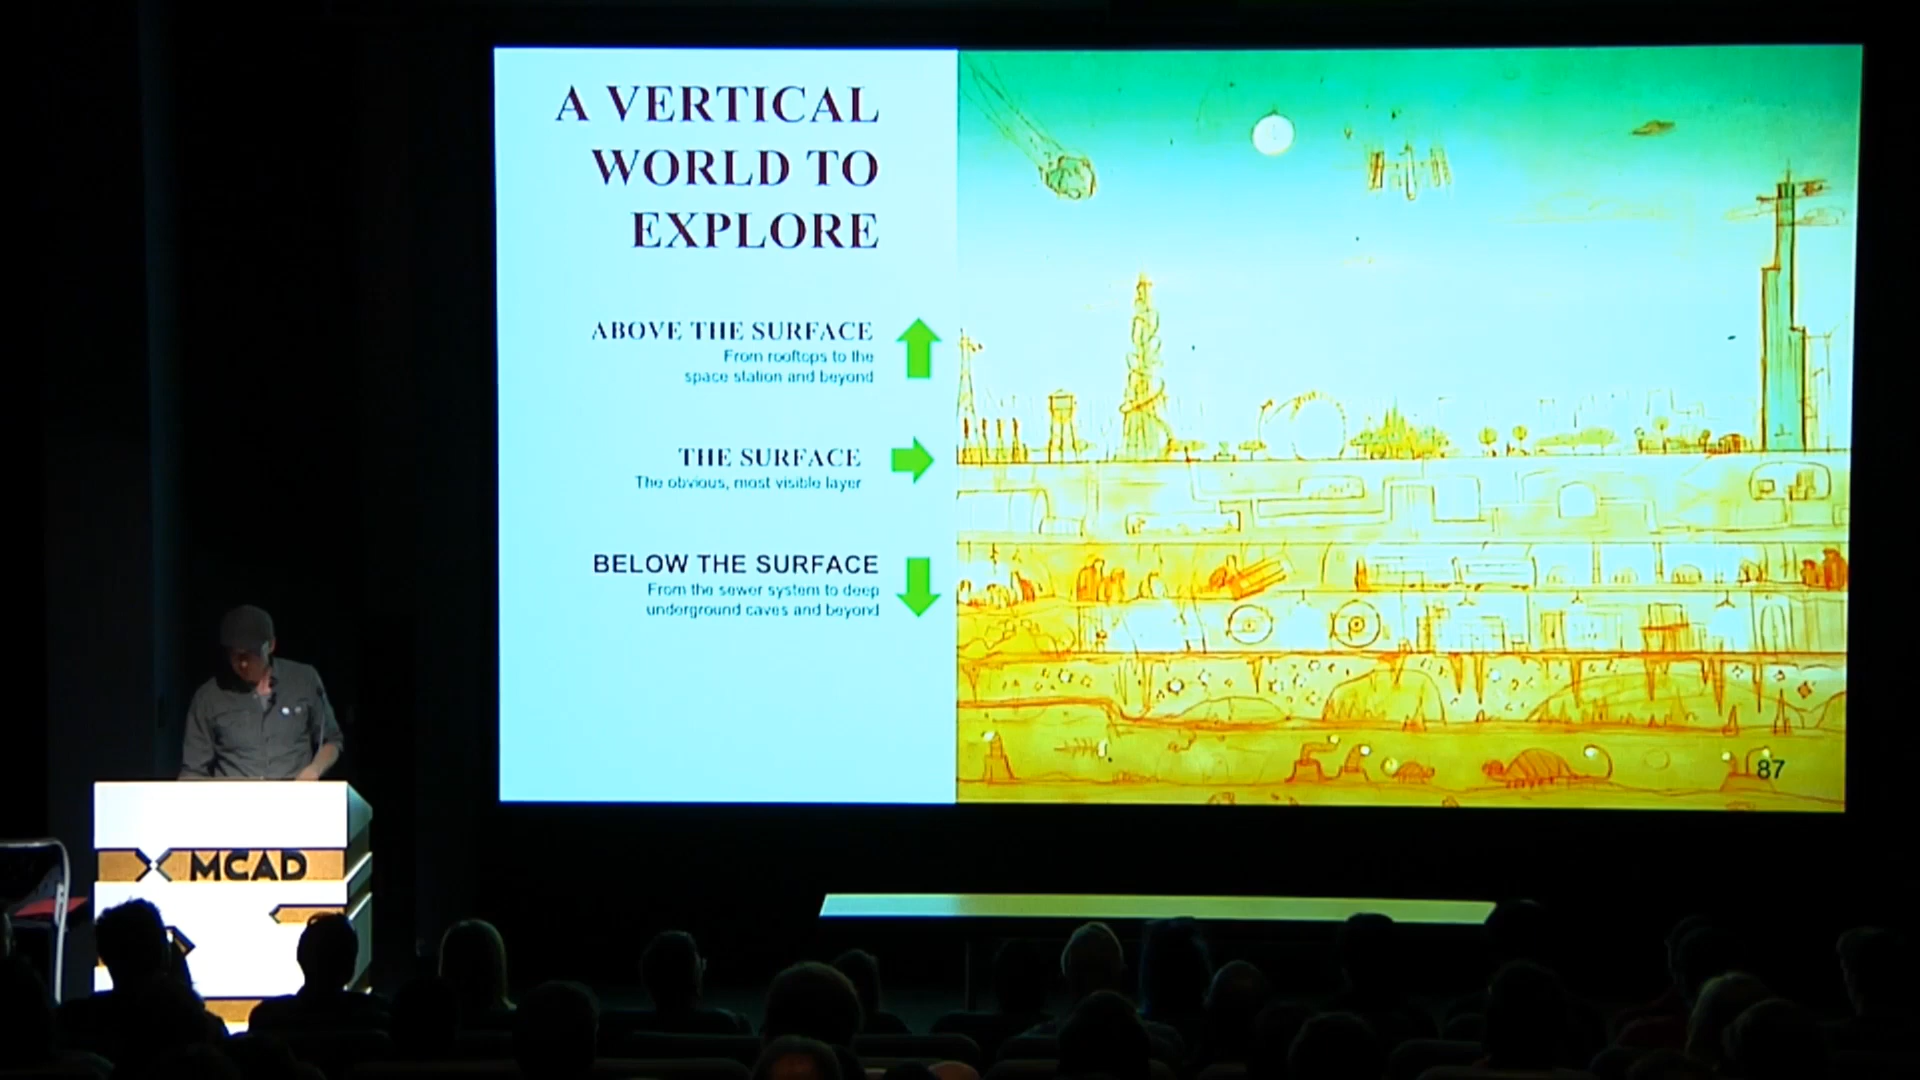 A VERTICAL
WORLD TO
EXPLORE
ABOVE THE SURFACE
From rooftops to the
space station and beyond
THE SURFACE
The obvious, most visible layer
BELOW THE SURFACE
From the sewer system to deep
underground caves and beyond
87
MCAD